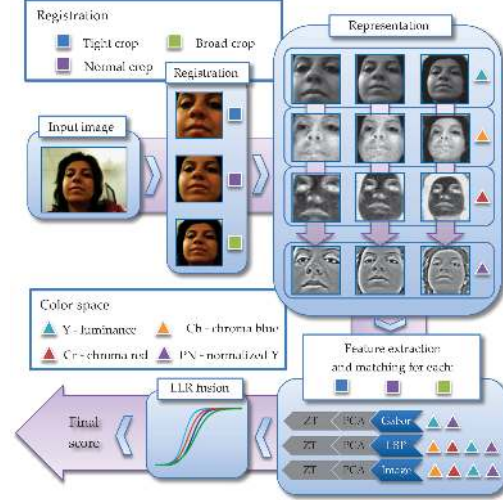 Registration
Tight crop
Broad crop
Normal crop
Representation
Registration
Input image
Color space
Y - luminance
Cb - chroma blue
Cr - chroma red
PN - normalized Y
Feature extraction
and matching for each:
LLR fusion
Final
score
ZT PCA Gabor
ZT PCA LBP
ZT PCA Image